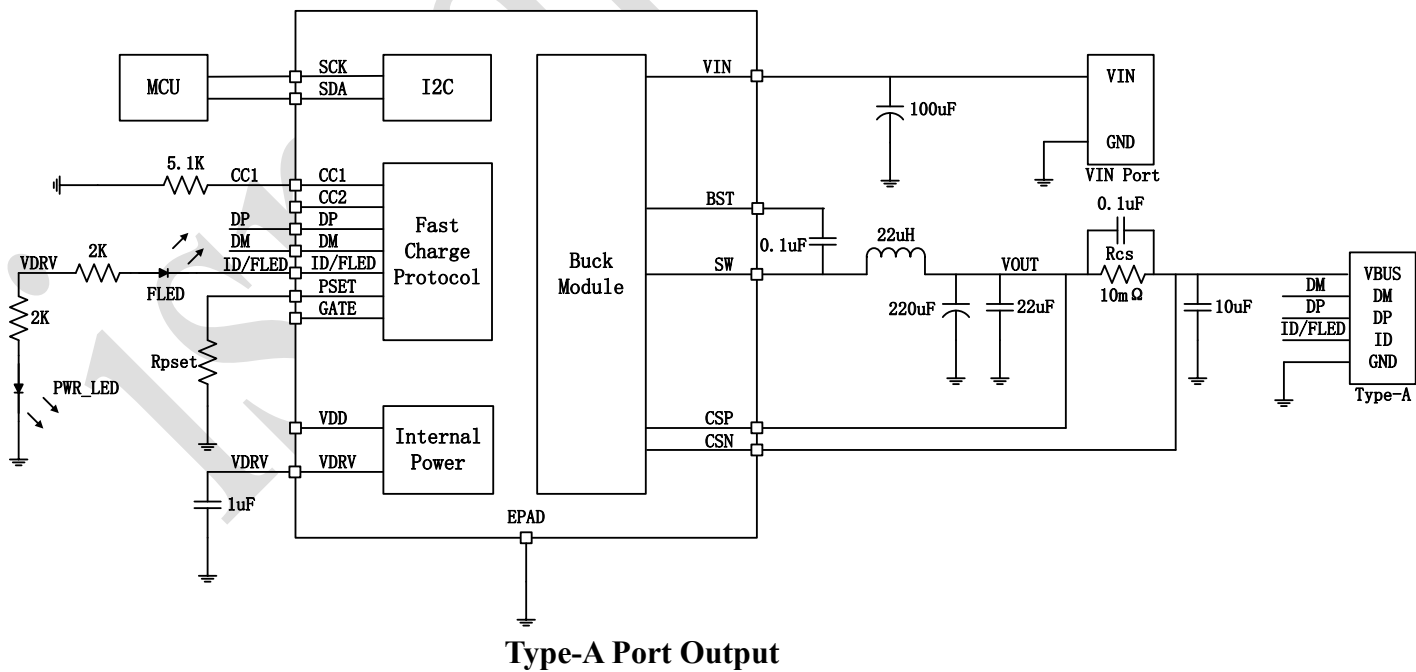 MCU
SCK
SDA
I2C
VIN
100uF
VIN
GND
VIN Port
5.1K
CC1
CC1
CC2
DP
DP
DM
DM
ID/FLED
ID/FLED
PSET
GATE
Fast
Charge
Protocol
VDRV
2K
FLED
2K
PWR_LED
Rpset
Buck
Module
BST
0.1uF
SW
22uH
VOUT
220uF
22uF
0.1uF
Rcs
10mΩ
10uF
DM
DP
ID/FLED
VBUS
DM
DP
ID
GND
Type-A
CSP
CSN
VDD
VDRV
VDRV
Internal
Power
1uF
EPAD
Type-A Port Output